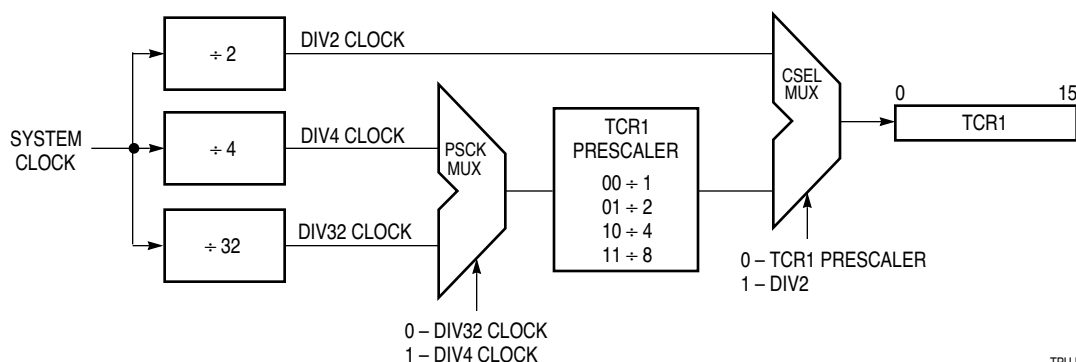 SYSTEM
CLOCK
÷ 2
÷ 4
÷ 32
DIV2 CLOCK
DIV4 CLOCK
DIV32 CLOCK
PSCK
MUX
0 – DIV32 CLOCK
1 – DIV4 CLOCK
TCR1
PRESCALER
00 ÷ 1
01 ÷ 2
10 ÷ 4
11 ÷ 8
CSEL
MUX
0 – TCR1 PRESCALER
1 – DIV2
0 15
TCR1